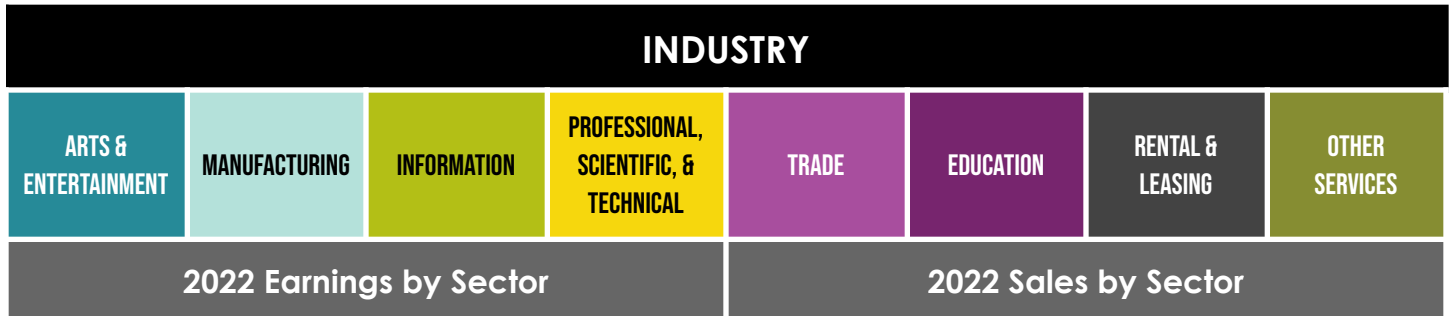 INDUSTRY
ARTS &
ENTERTAINMENT
MANUFACTURING
INFORMATION
PROFESSIONAL,
SCIENTIFIC, &
TECHNICAL
TRADE
EDUCATION
RENTAL &
LEASING
OTHER
SERVICES
2022 Earnings by Sector
2022 Sales by Sector